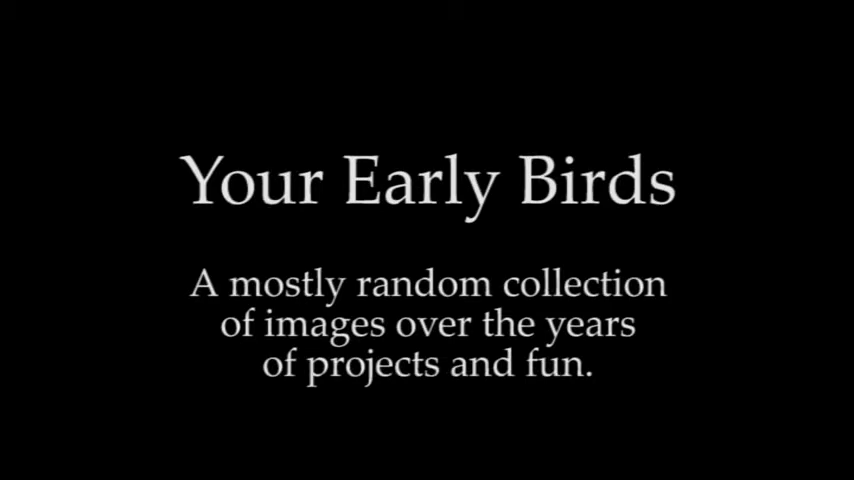 Your Early Birds
A mostly random collection
of images over the years
of projects and fun.